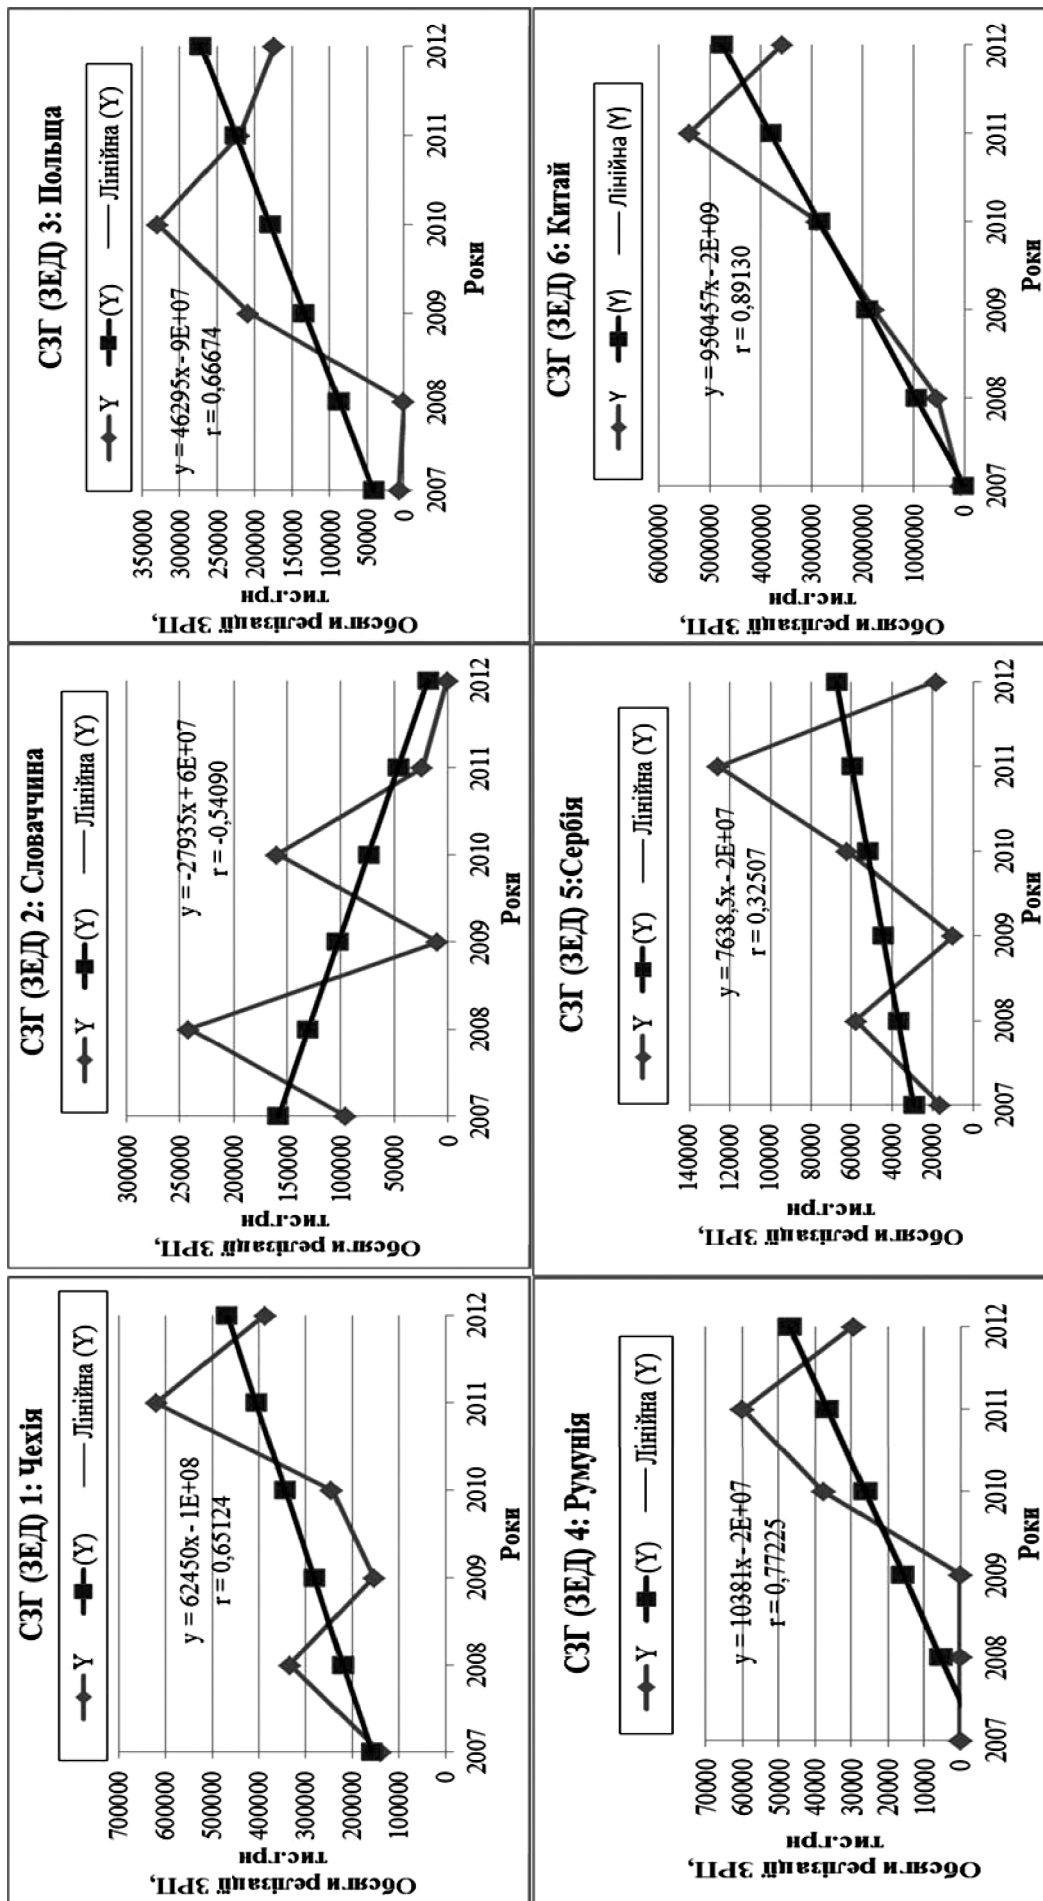 СЗГ (ЗЕД) 1: Чехія
Y (Y) Лінійна (Y)
y = 62450x - 1E+08
r = 0,65124
Обсяги релізації ЗРП,
тис.грн
700000
600000
500000
400000
300000
200000
100000
0
2007 2008 2009 2010 2011 2012
Роки
СЗГ (ЗЕД) 2: Словаччина
Y (Y) Лінійна (Y)
y = -27935x + 6E+07
r = -0,54090
Обсяги релізації ЗРП,
тис.грн
300000
250000
200000
150000
100000
50000
0
2007 2008 2009 2010 2011 2012
Роки
СЗГ (ЗЕД) 3: Польща
Y (Y) Лінійна (Y)
y = 46295x - 9E+07
r = 0,66674
Обсяги релізації ЗРП,
тис.грн
350000
300000
250000
200000
150000
100000
50000
0
2007 2008 2009 2010 2011 2012
Роки
СЗГ (ЗЕД) 4: Румунія
Y (Y) Лінійна (Y)
y = 10381x - 2E+07
r = 0,77225
Обсяги релізації ЗРП,
тис.грн
70000
60000
50000
40000
30000
20000
10000
0
2007 2008 2009 2010 2011 2012
Роки
СЗГ (ЗЕД) 5:Сербія
Y (Y) Лінійна (Y)
y = 7638,5x - 2E+07
r = 0,32507
Обсяги релізації ЗРП,
тис.грн
140000
120000
100000
80000
60000
40000
20000
0
2007 2008 2009 2010 2011 2012
Роки
СЗГ (ЗЕД) 6: Китай
Y (Y) Лінійна (Y)
y = 950457x - 2E+09
r = 0,89130
Обсяги релізації ЗРП,
тис.грн
6000000
5000000
4000000
3000000
2000000
1000000
0
2007 2008 2009 2010 2011 2012
Роки